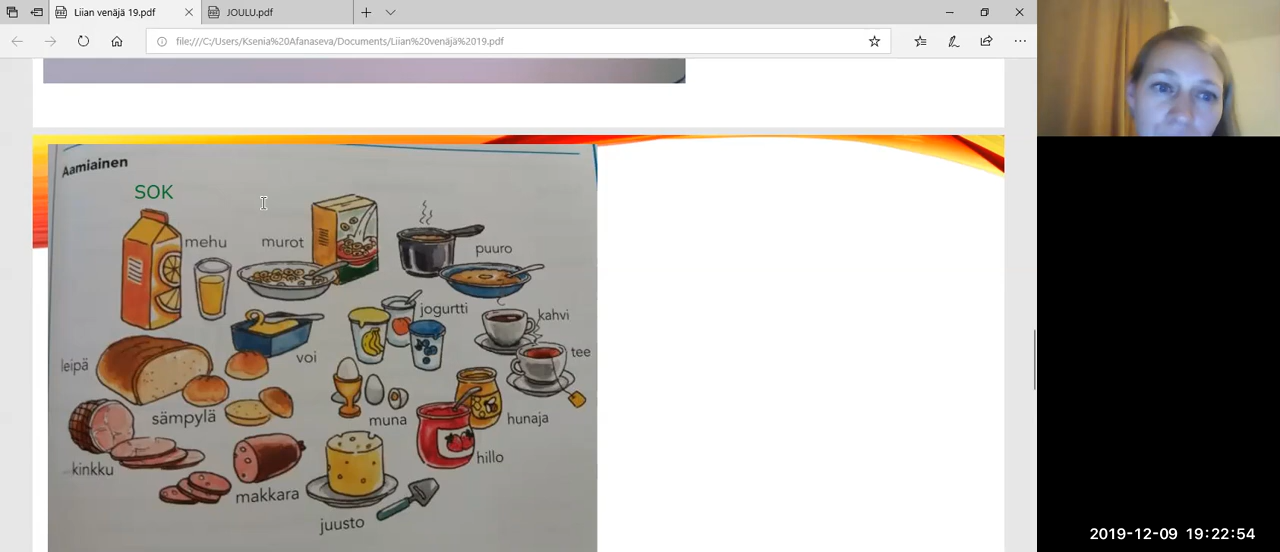 Liian venäjä 19.pdf
JOULU.pdf
file:///C:/Users/Ksenia%20Afanaseva/Documents/Liian%20venäjä%2019.pdf
Aamiainen
SOK
mehu
murot
puuro
jogurtti
kahvi
leipä
voi
tee
sämpylä
muna
hunaja
kinkku
hillo
makkara
juusto
2019-12-09 19:22:54